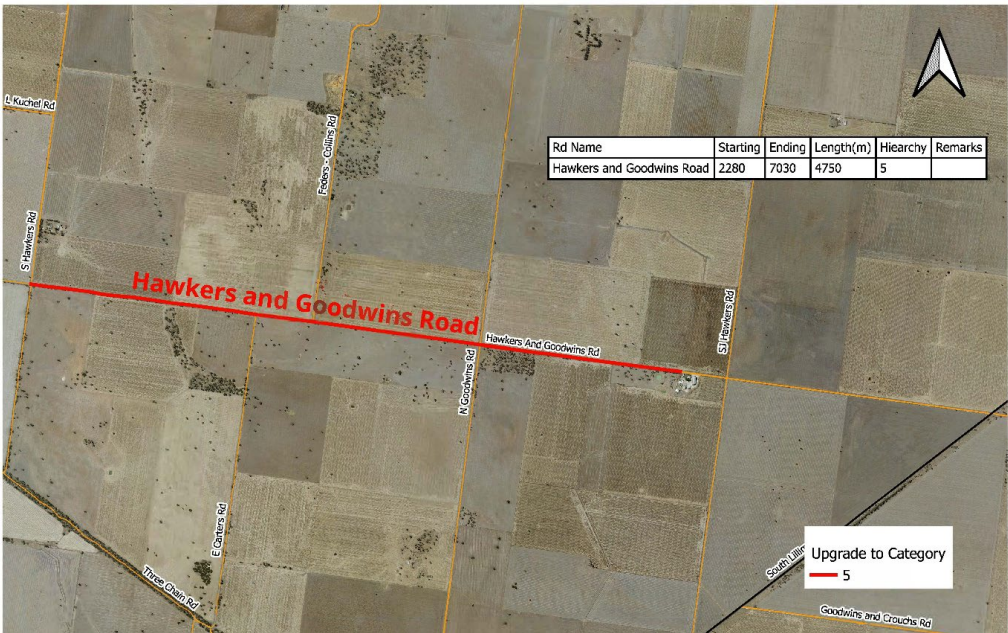 L Kuchel Rd
Feders - Collins Rd
Rd Name Starting Ending Length(m) Hiearchy Remarks
Hawkers and Goodwins Road 2280 7030 4750 5
S Hawkers Rd
Hawkers and Goodwins Road
Hawkers And Goodwins Rd
SJ Hawkers Rd
N Goodwins Rd
E Carters Rd
Three Chain Rd
South
Upgrade to Category
5
Goodwins and Crouchs Rd